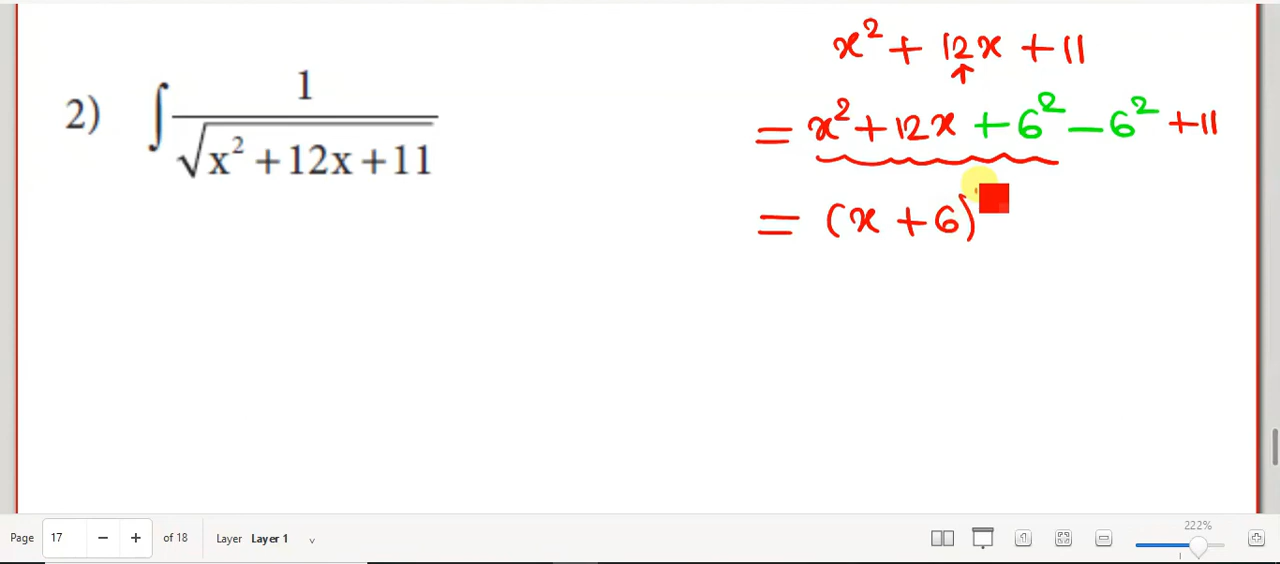 2) ∫ 1 / √(x² + 12x + 11)
x² + 12x + 11
= x² + 12x + 6² − 6² + 11
= (x + 6)
Page 17 − + of 18 Layer Layer 1 222%